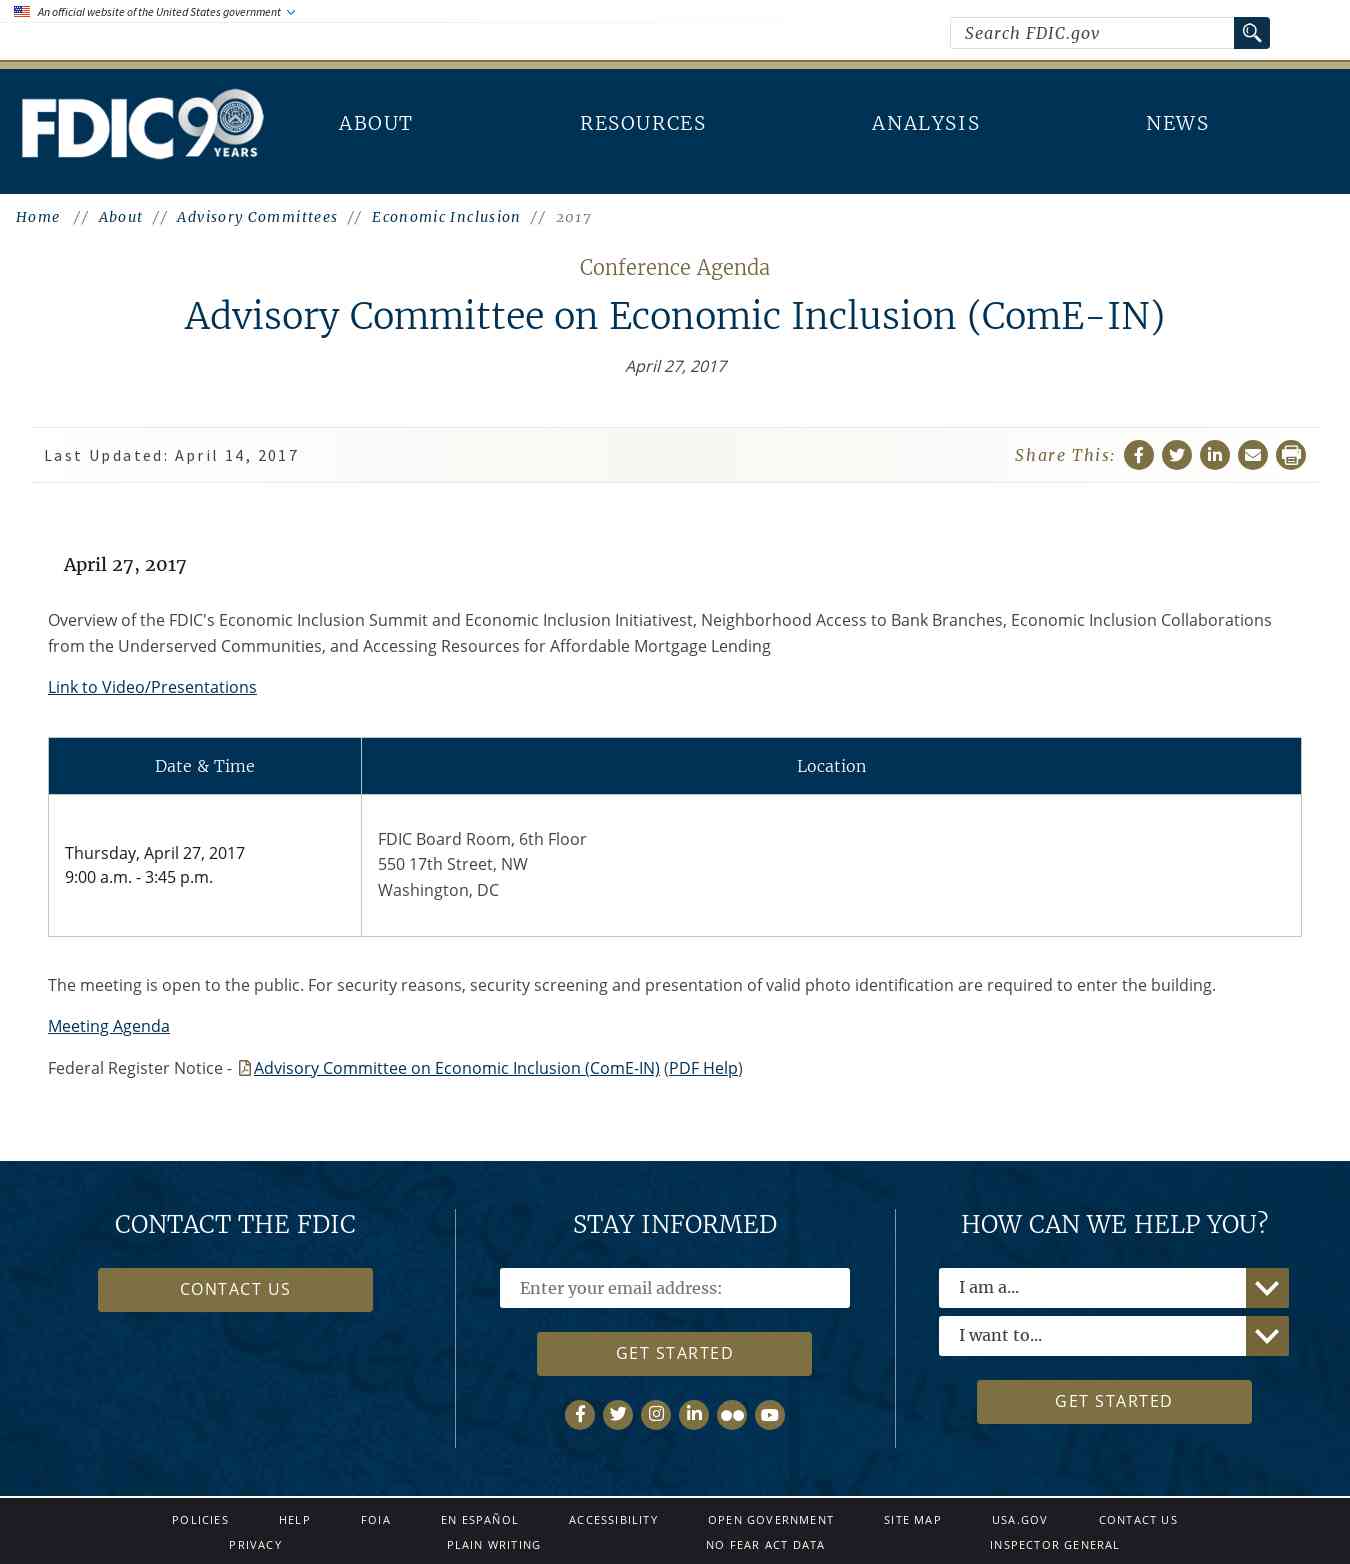 An official website of the United States government
Search FDIC.gov
FDIC 90 YEARS
ABOUT RESOURCES ANALYSIS NEWS
Home // About // Advisory Committees // Economic Inclusion // 2017
Conference Agenda
Advisory Committee on Economic Inclusion (ComE-IN)
April 27, 2017
Last Updated: April 14, 2017 Share This:
April 27, 2017
Overview of the FDIC's Economic Inclusion Summit and Economic Inclusion Initiativest, Neighborhood Access to Bank Branches, Economic Inclusion Collaborations
from the Underserved Communities, and Accessing Resources for Affordable Mortgage Lending
Link to Video/Presentations
Date & Time Location
Thursday, April 27, 2017
9:00 a.m. - 3:45 p.m.
FDIC Board Room, 6th Floor
550 17th Street, NW
Washington, DC
The meeting is open to the public. For security reasons, security screening and presentation of valid photo identification are required to enter the building.
Meeting Agenda
Federal Register Notice - Advisory Committee on Economic Inclusion (ComE-IN) (PDF Help)
CONTACT THE FDIC
CONTACT US
STAY INFORMED
Enter your email address:
GET STARTED
HOW CAN WE HELP YOU?
I am a...
I want to...
GET STARTED
POLICIES HELP FOIA EN ESPAÑOL ACCESSIBILITY OPEN GOVERNMENT SITE MAP USA.GOV CONTACT US
PRIVACY PLAIN WRITING NO FEAR ACT DATA INSPECTOR GENERAL